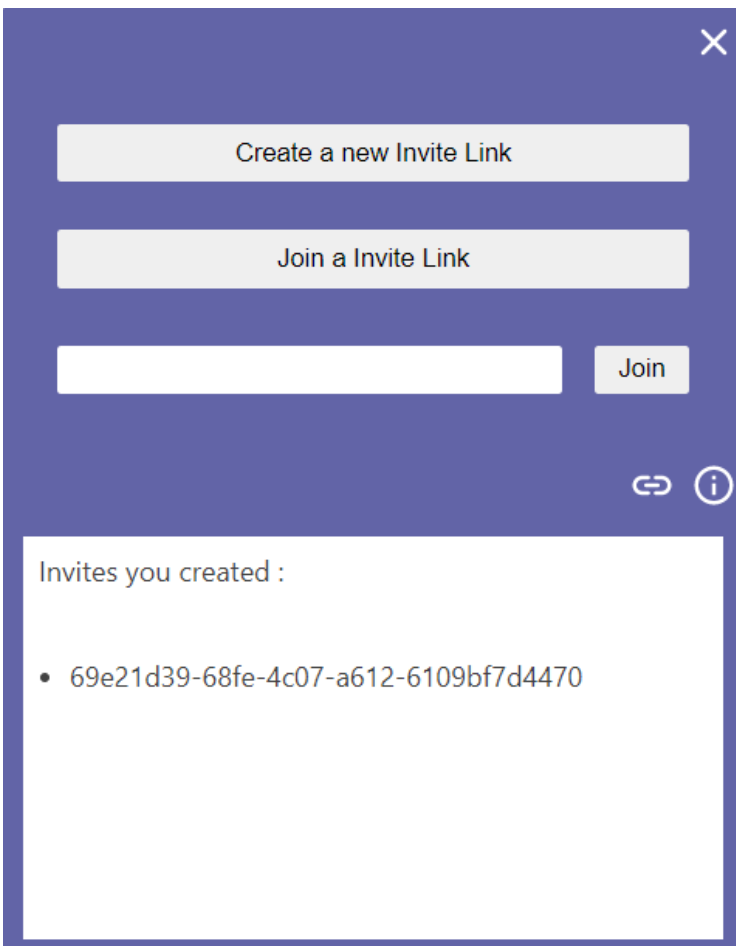 Create a new Invite Link
Join a Invite Link
Join
Invites you created :
• 69e21d39-68fe-4c07-a612-6109bf7d4470